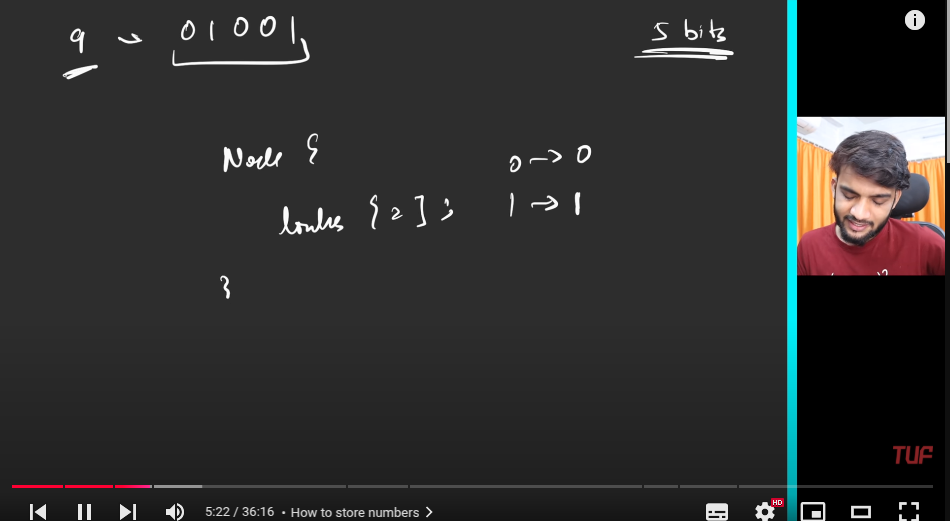 9 → 01001
5 bits
Node {
0 → 0
links [2];
1 → 1
}
TUF
HD
5:22 / 36:16 • How to store numbers >